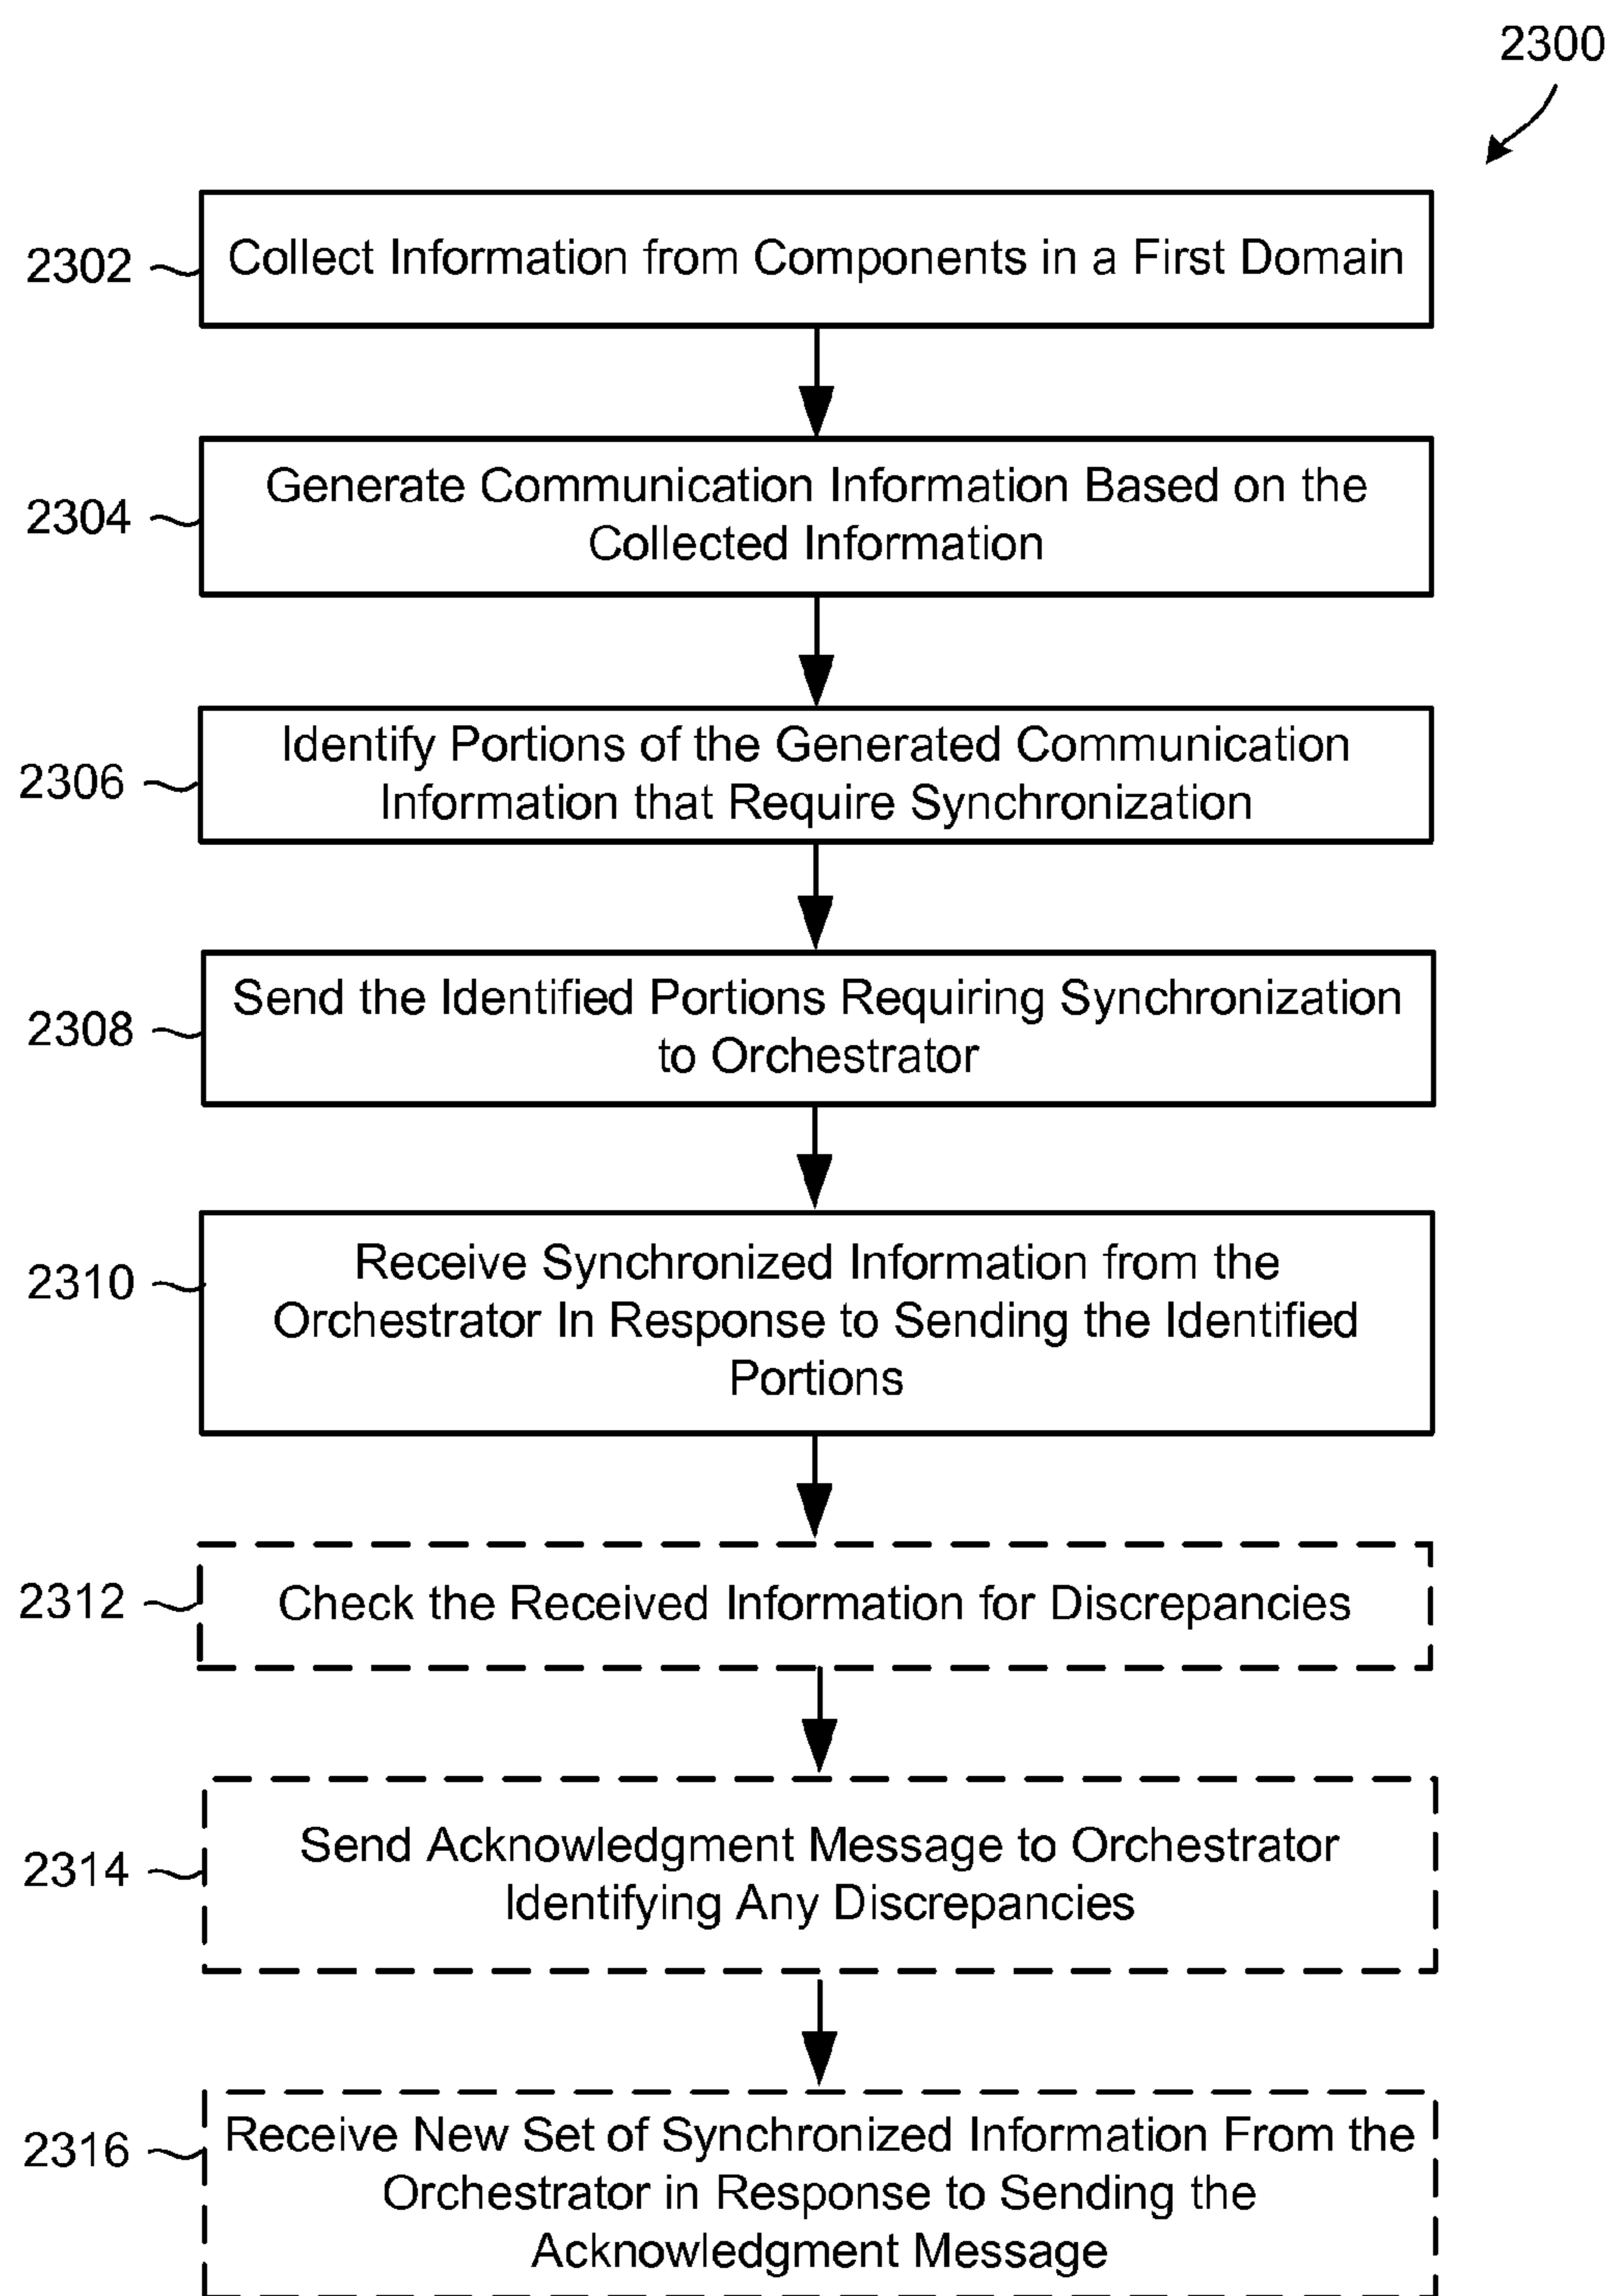 2300
2302
Collect Information from Components in a First Domain
2304
Generate Communication Information Based on the
Collected Information
2306
Identify Portions of the Generated Communication
Information that Require Synchronization
2308
Send the Identified Portions Requiring Synchronization
to Orchestrator
2310
Receive Synchronized Information from the
Orchestrator In Response to Sending the Identified
Portions
2312
Check the Received Information for Discrepancies
2314
Send Acknowledgment Message to Orchestrator
Identifying Any Discrepancies
2316
Receive New Set of Synchronized Information From the
Orchestrator in Response to Sending the
Acknowledgment Message